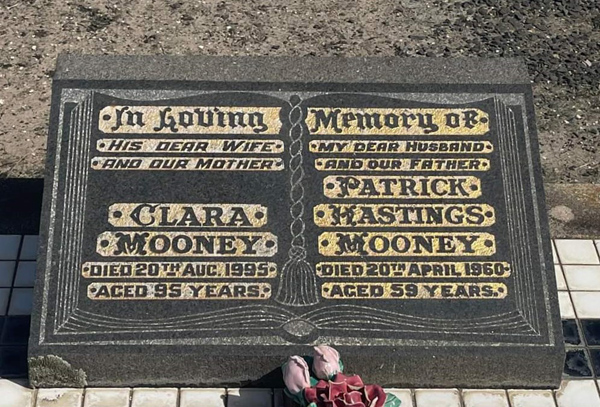 In Loving Memory of
HIS DEAR WIFE
AND OUR MOTHER
CLARA
MOONEY
DIED 20TH AUG. 1995
AGED 95 YEARS.
MY DEAR HUSBAND
AND OUR FATHER
PATRICK
HASTINGS
MOONEY
DIED 20TH APRIL 1960
AGED 59 YEARS.